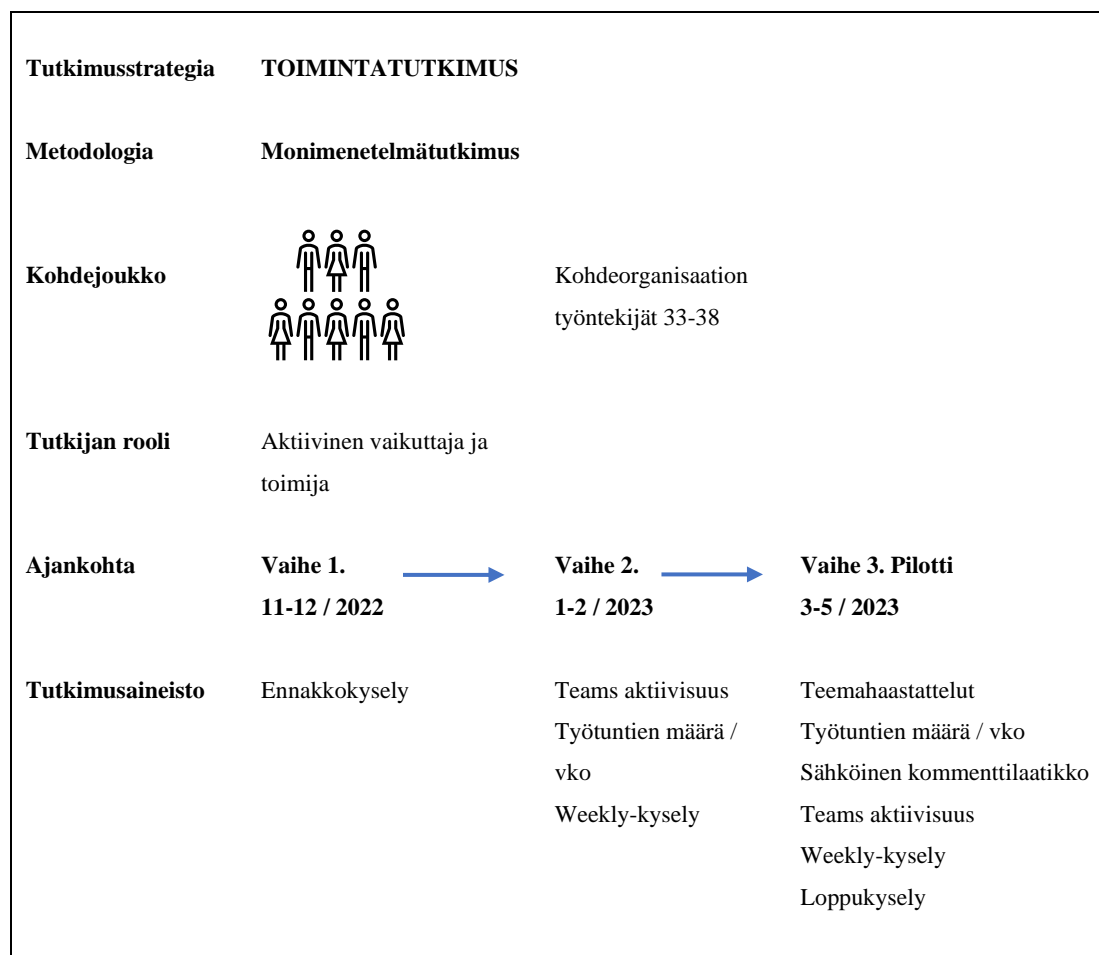 Tutkimusstrategia TOIMINTATUTKIMUS
Metodologia Monimenetelmätutkimus
Kohdejoukko Kohdeorganisaation
työntekijät 33-38
Tutkijan rooli Aktiivinen vaikuttaja ja
toimija
Ajankohta Vaihe 1. Vaihe 2. Vaihe 3. Pilotti
11-12 / 2022 1-2 / 2023 3-5 / 2023
Tutkimusaineisto Ennakkokysely Teams aktiivisuus Teemahaastattelut
Työtuntien määrä / Työtuntien määrä / vko
vko Sähköinen kommenttilaatikko
Weekly-kysely Teams aktiivisuus
Weekly-kysely
Loppukysely